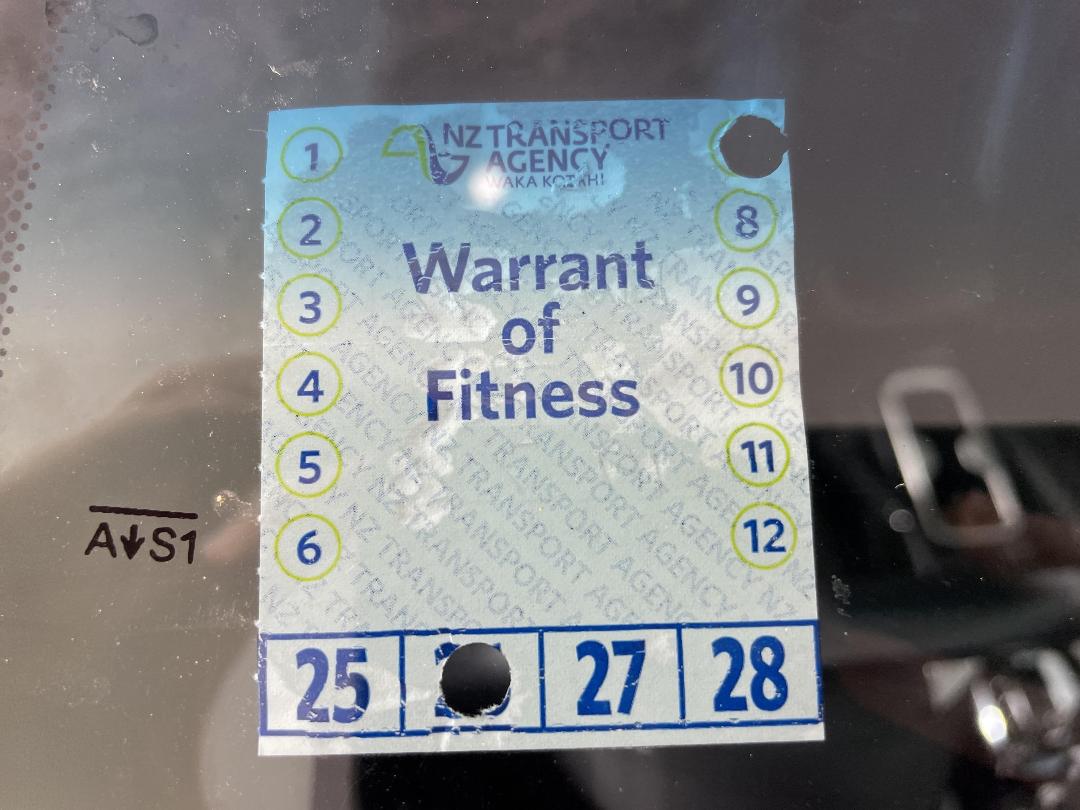 NZ TRANSPORT
AGENCY
WAKA KOTAHI
1
2
3
4
5
6
8
9
10
11
12
Warrant
of
Fitness
25
27 28
A↓S1